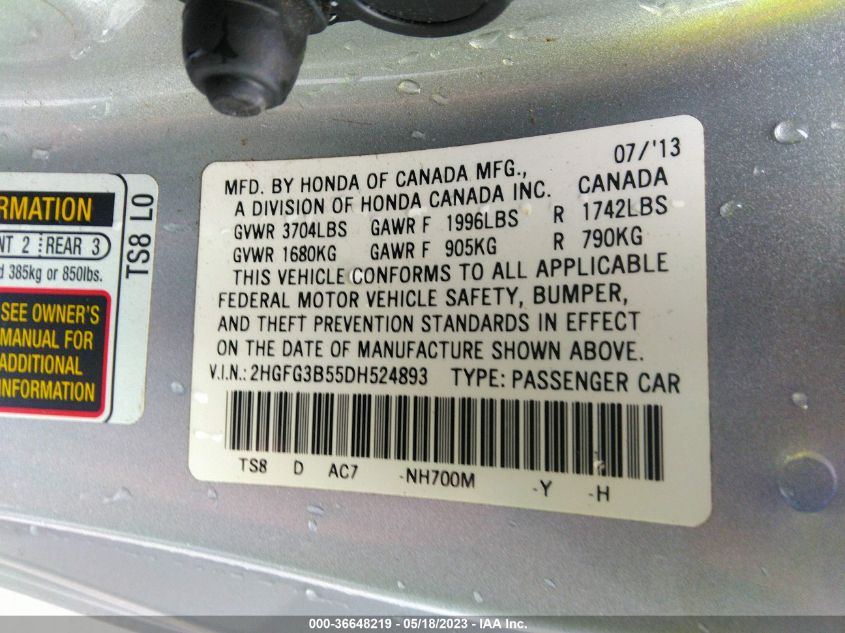 RMATION
NT 2 REAR 3
d 385kg or 850lbs.
SEE OWNER'S
MANUAL FOR
ADDITIONAL
INFORMATION
TS8 L0
07/'13
MFD. BY HONDA OF CANADA MFG.,
A DIVISION OF HONDA CANADA INC. CANADA
GVWR 3704LBS GAWR F 1996LBS R 1742LBS
GVWR 1680KG GAWR F 905KG R 790KG
THIS VEHICLE CONFORMS TO ALL APPLICABLE
FEDERAL MOTOR VEHICLE SAFETY, BUMPER,
AND THEFT PREVENTION STANDARDS IN EFFECT
ON THE DATE OF MANUFACTURE SHOWN ABOVE.
V.I.N.: 2HGFG3B55DH524893 TYPE: PASSENGER CAR
TS8 D AC7 -NH700M -Y -H
000-36648219 - 05/18/2023 - IAA Inc.